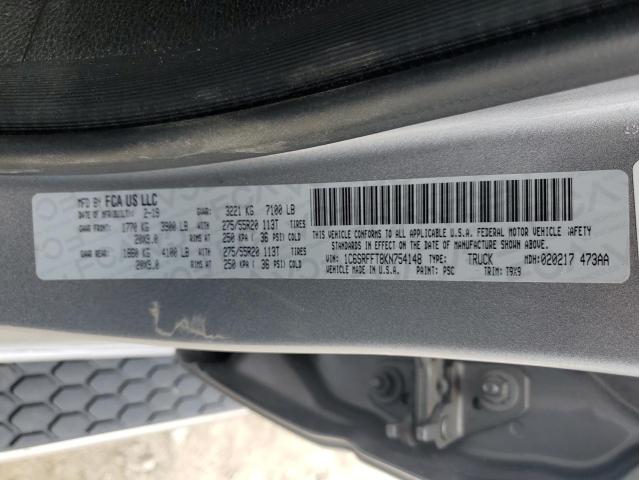 MFD BY FCA US LLC
DATE OF MFR/BUILT: 2-19 GVWR: 3221 KG 7100 LB
GAWR-FRONT: 1770 KG 3900 LB WITH 275/55R20 113T TIRES
20X9.0 RIMS AT 250 KPA ( 36 PSI) COLD
GAWR-REAR: 1860 KG 4100 LB WITH 275/55R20 113T TIRES
20X9.0 RIMS AT 250 KPA ( 36 PSI) COLD
THIS VEHICLE CONFORMS TO ALL APPLICABLE U.S.A. FEDERAL MOTOR VEHICLE SAFETY
STANDARDS IN EFFECT ON THE DATE OF MANUFACTURE SHOWN ABOVE.
VIN: 1C6SRFFT8KN754148 TYPE: TRUCK MDH: 020217 473AA
VEHICLE MADE IN U.S.A. PAINT: PSC TRIM: T9X9